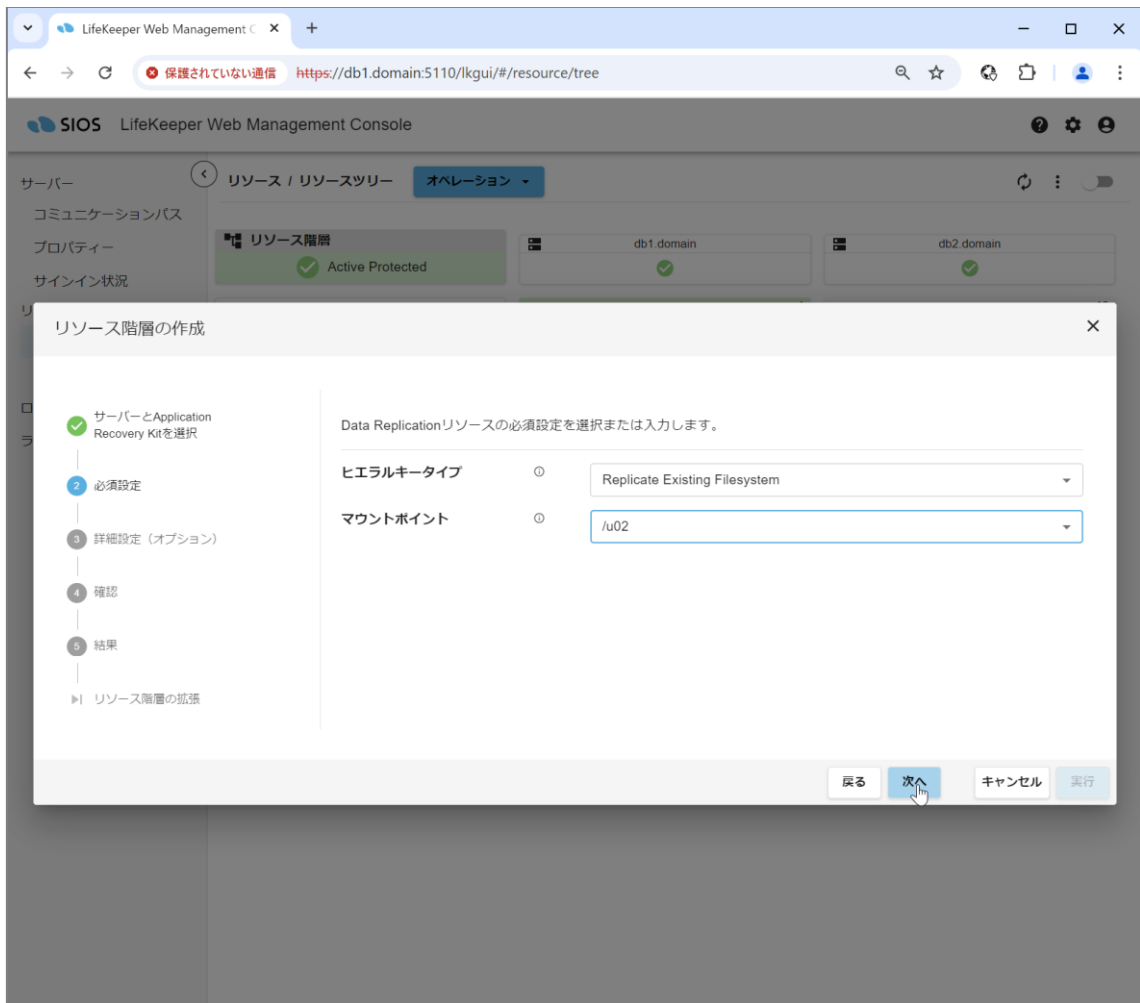 LifeKeeper Web Management C
保護されていない通信 https://db1.domain:5110/lkgui/#/resource/tree
SIOS LifeKeeper Web Management Console
サーバー
コミュニケーションパス
プロパティー
サインイン状況
リソース / リソースツリー オペレーション
リソース階層
Active Protected
db1.domain
db2.domain
リ
ロ
ラ
リソース階層の作成
サーバーとApplication
Recovery Kitを選択
2 必須設定
3 詳細設定（オプション）
4 確認
5 結果
リソース階層の拡張
Data Replicationリソースの必須設定を選択または入力します。
ヒエラルキータイプ Replicate Existing Filesystem
マウントポイント /u02
戻る 次へ キャンセル 実行